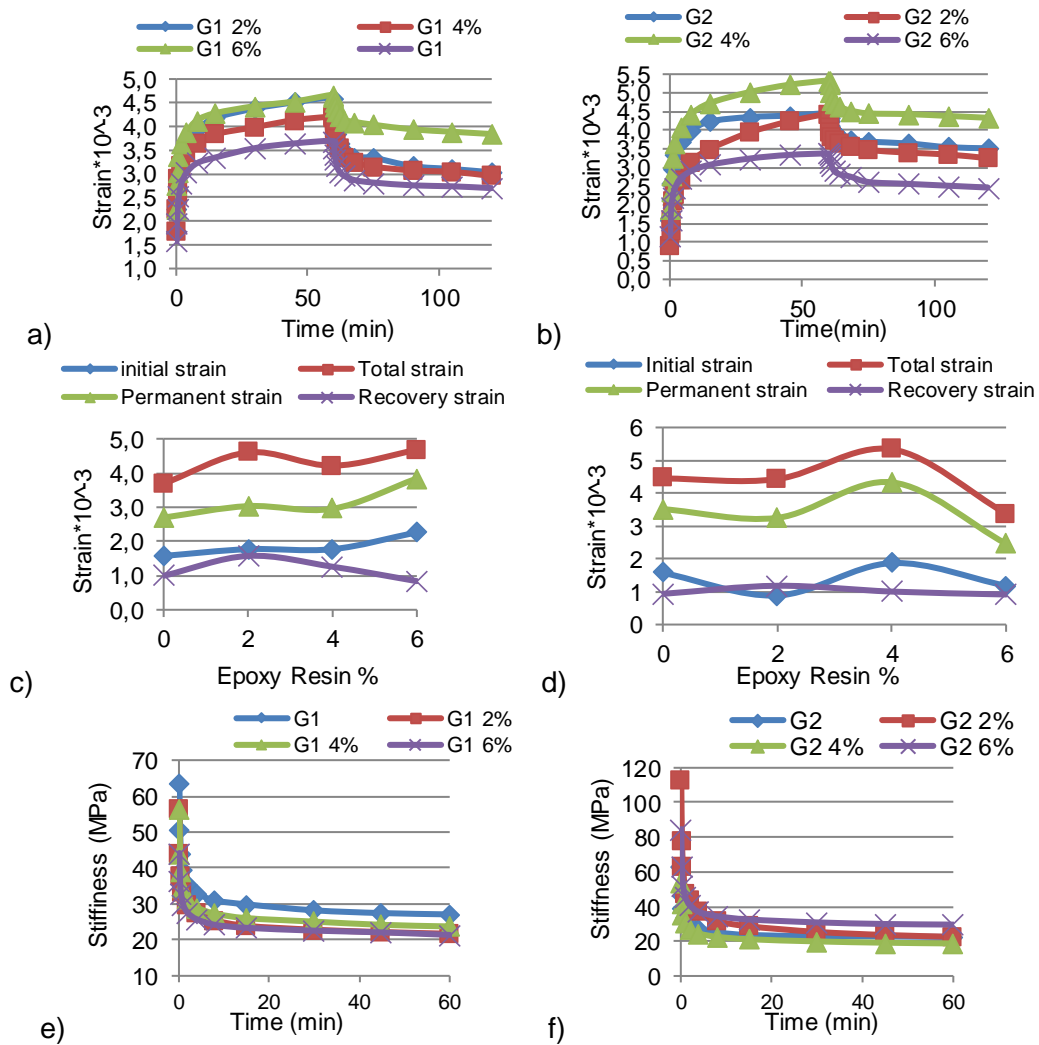 G1 2%
G1 4%
G1 6%
G1
Strain*10^-3
5,0
4,5
4,0
3,5
3,0
2,5
2,0
1,5
1,0
0
50
100
Time (min)
a)
G2
G2 2%
G2 4%
G2 6%
Strain*10^-3
5,5
5,0
4,5
4,0
3,5
3,0
2,5
2,0
1,5
1,0
0,5
0,0
0
50
100
Time(min)
b)
initial strain
Total strain
Permanent strain
Recovery strain
Strain*10^-3
5,0
4,0
3,0
2,0
1,0
0,0
0
2
4
6
Epoxy Resin %
c)
Initial strain
Total strain
Permanent strain
Recovery strain
Strain*10^-3
6
5
4
3
2
1
0
0
2
4
6
Epoxy Resin %
d)
G1
G1 2%
G1 4%
G1 6%
Stiffness (MPa)
70
60
50
40
30
20
10
0
20
40
60
Time (min)
e)
G2
G2 2%
G2 4%
G2 6%
Stiffness (MPa)
120
100
80
60
40
20
0
0
20
40
60
Time (min)
f)